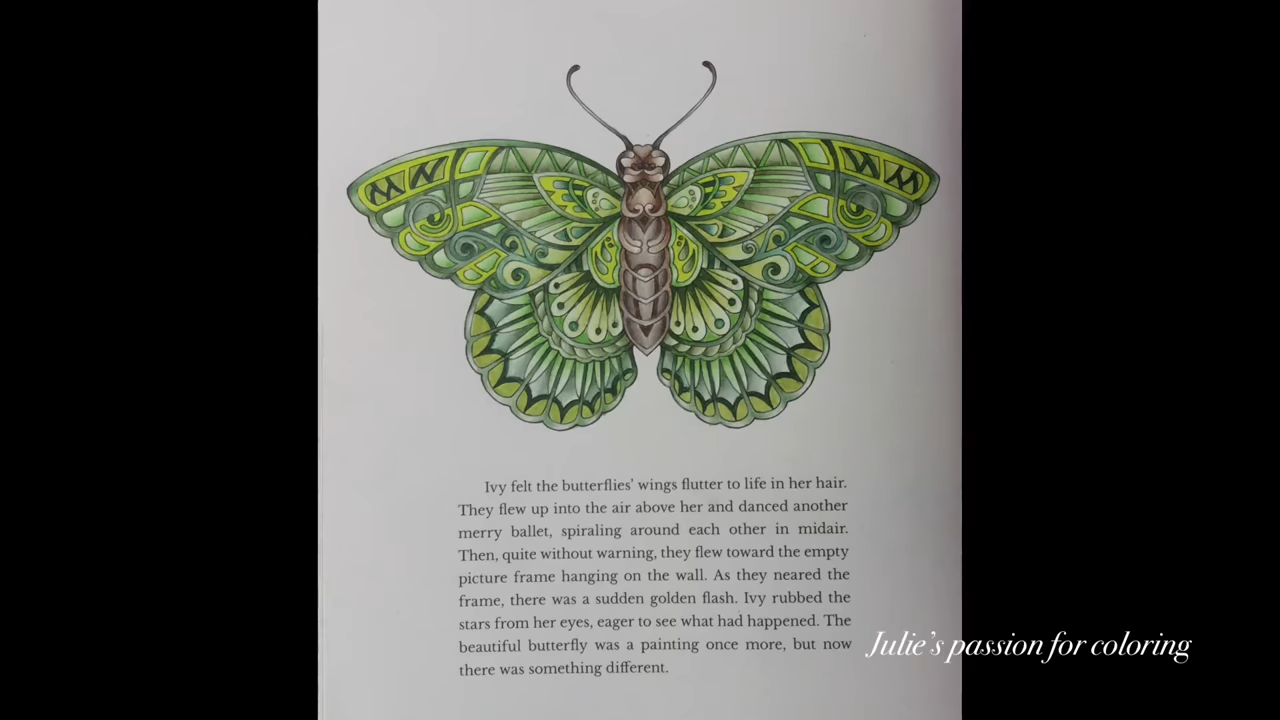 Ivy felt the butterflies’ wings flutter to life in her hair.
They flew up into the air above her and danced another
merry ballet, spiraling around each other in midair.
Then, quite without warning, they flew toward the empty
picture frame hanging on the wall. As they neared the
frame, there was a sudden golden flash. Ivy rubbed the
stars from her eyes, eager to see what had happened. The
beautiful butterfly was a painting once more, but now
there was something different.
Julie’s passion for coloring